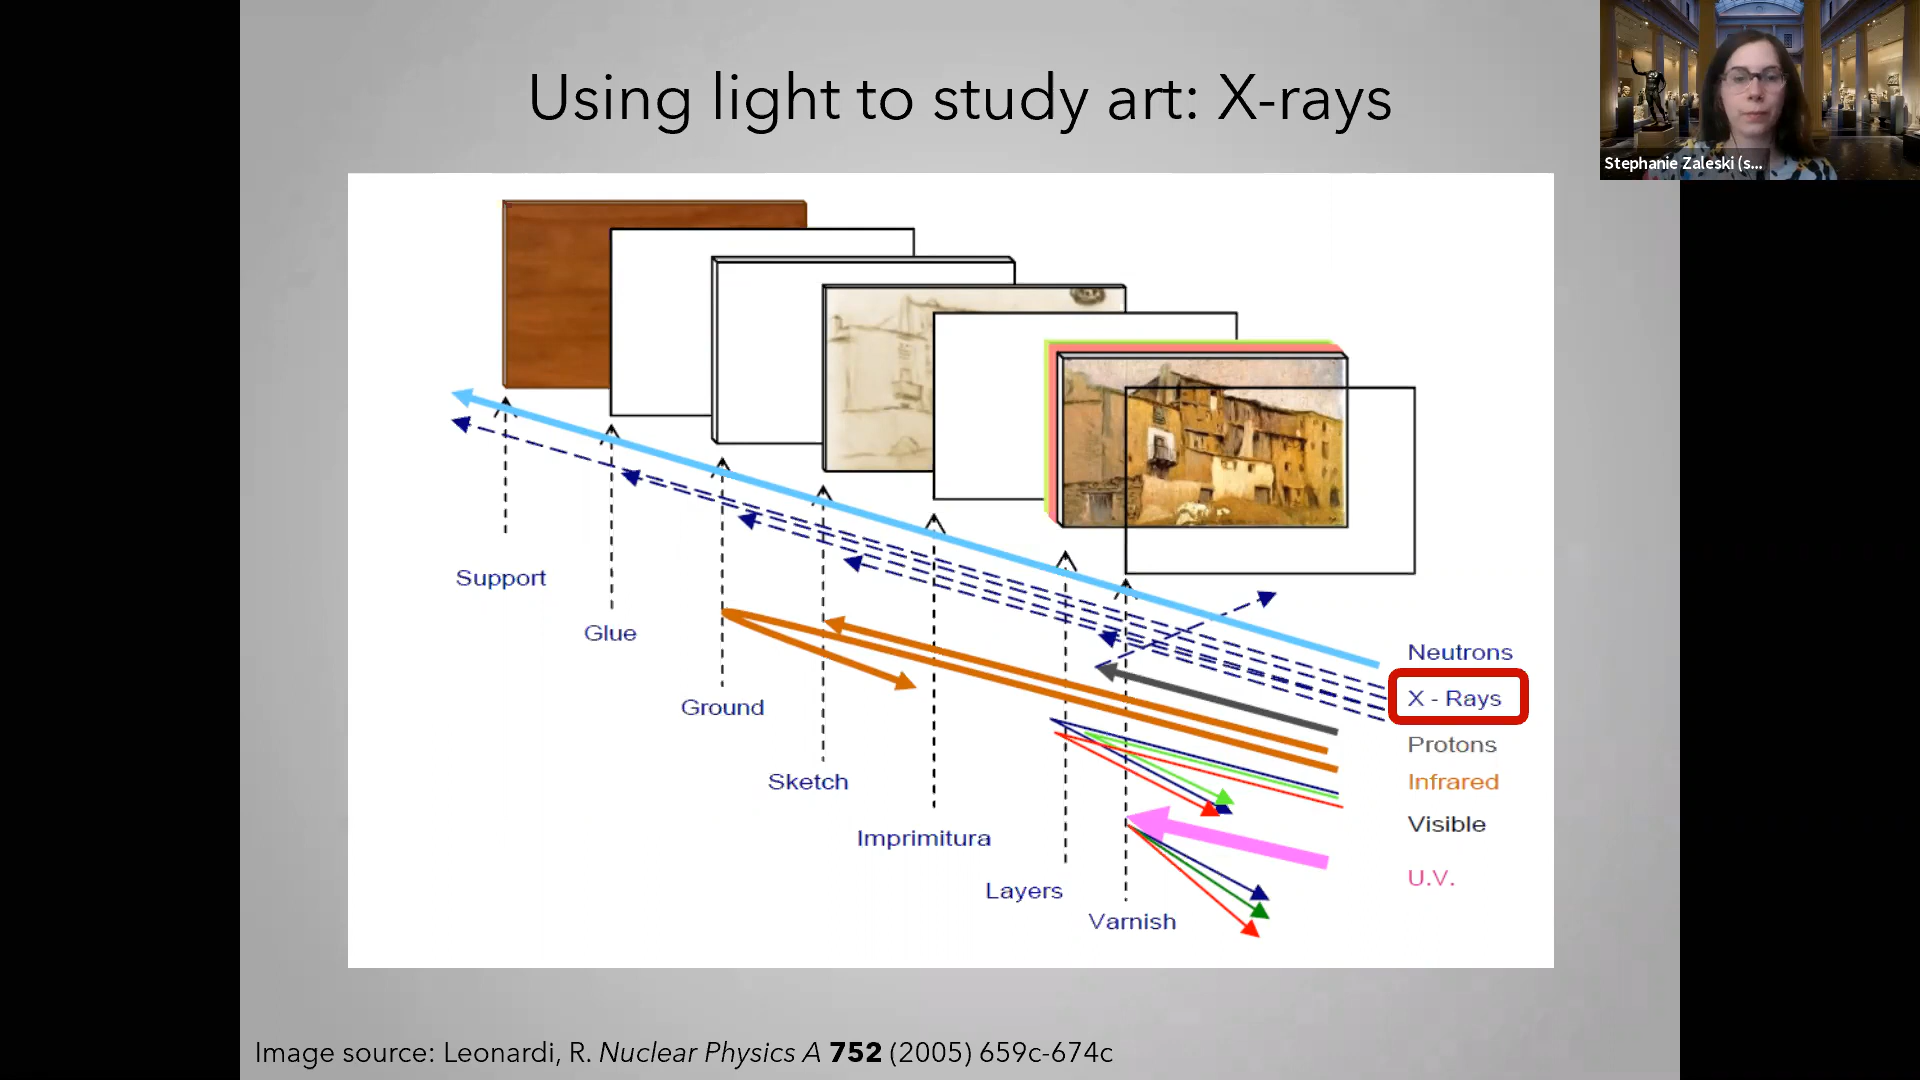 Using light to study art: X-rays
Stephanie Zaleski (s...
Support
Glue
Ground
Sketch
Imprimitura
Layers
Varnish
Neutrons
X - Rays
Protons
Infrared
Visible
U.V.
Image source: Leonardi, R. Nuclear Physics A 752 (2005) 659c-674c